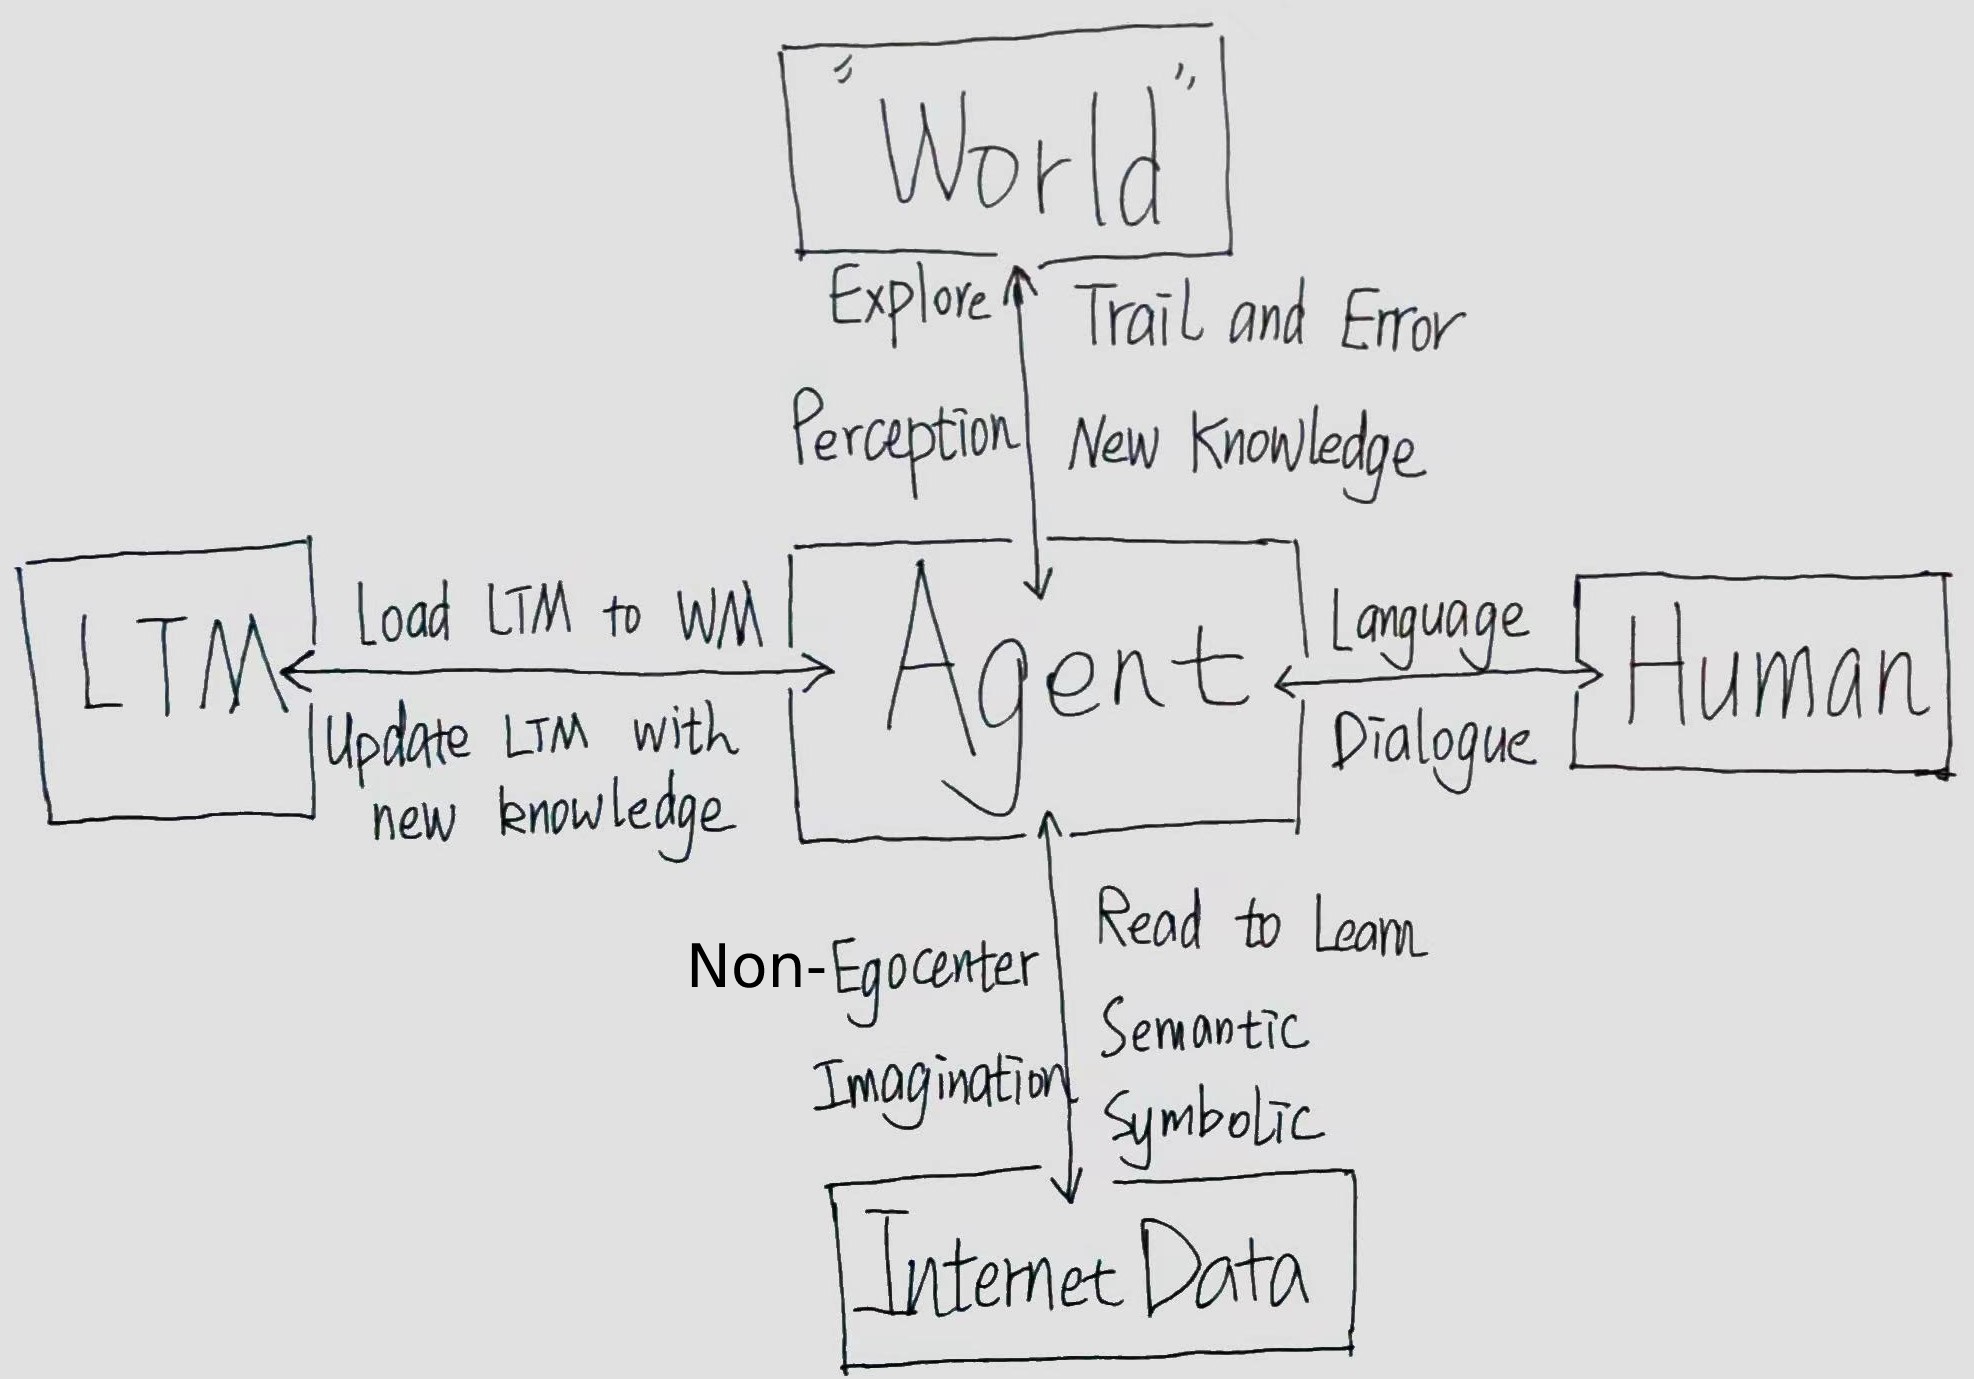 "World"
Explore
Trail and Error
Perception
New Knowledge
LTM
Load LTM to WM
Update LTM with
new knowledge
Agent
Language
Dialogue
Human
Non-Egocenter
Imagination
Read to Learn
Semantic
Symbolic
Internet Data